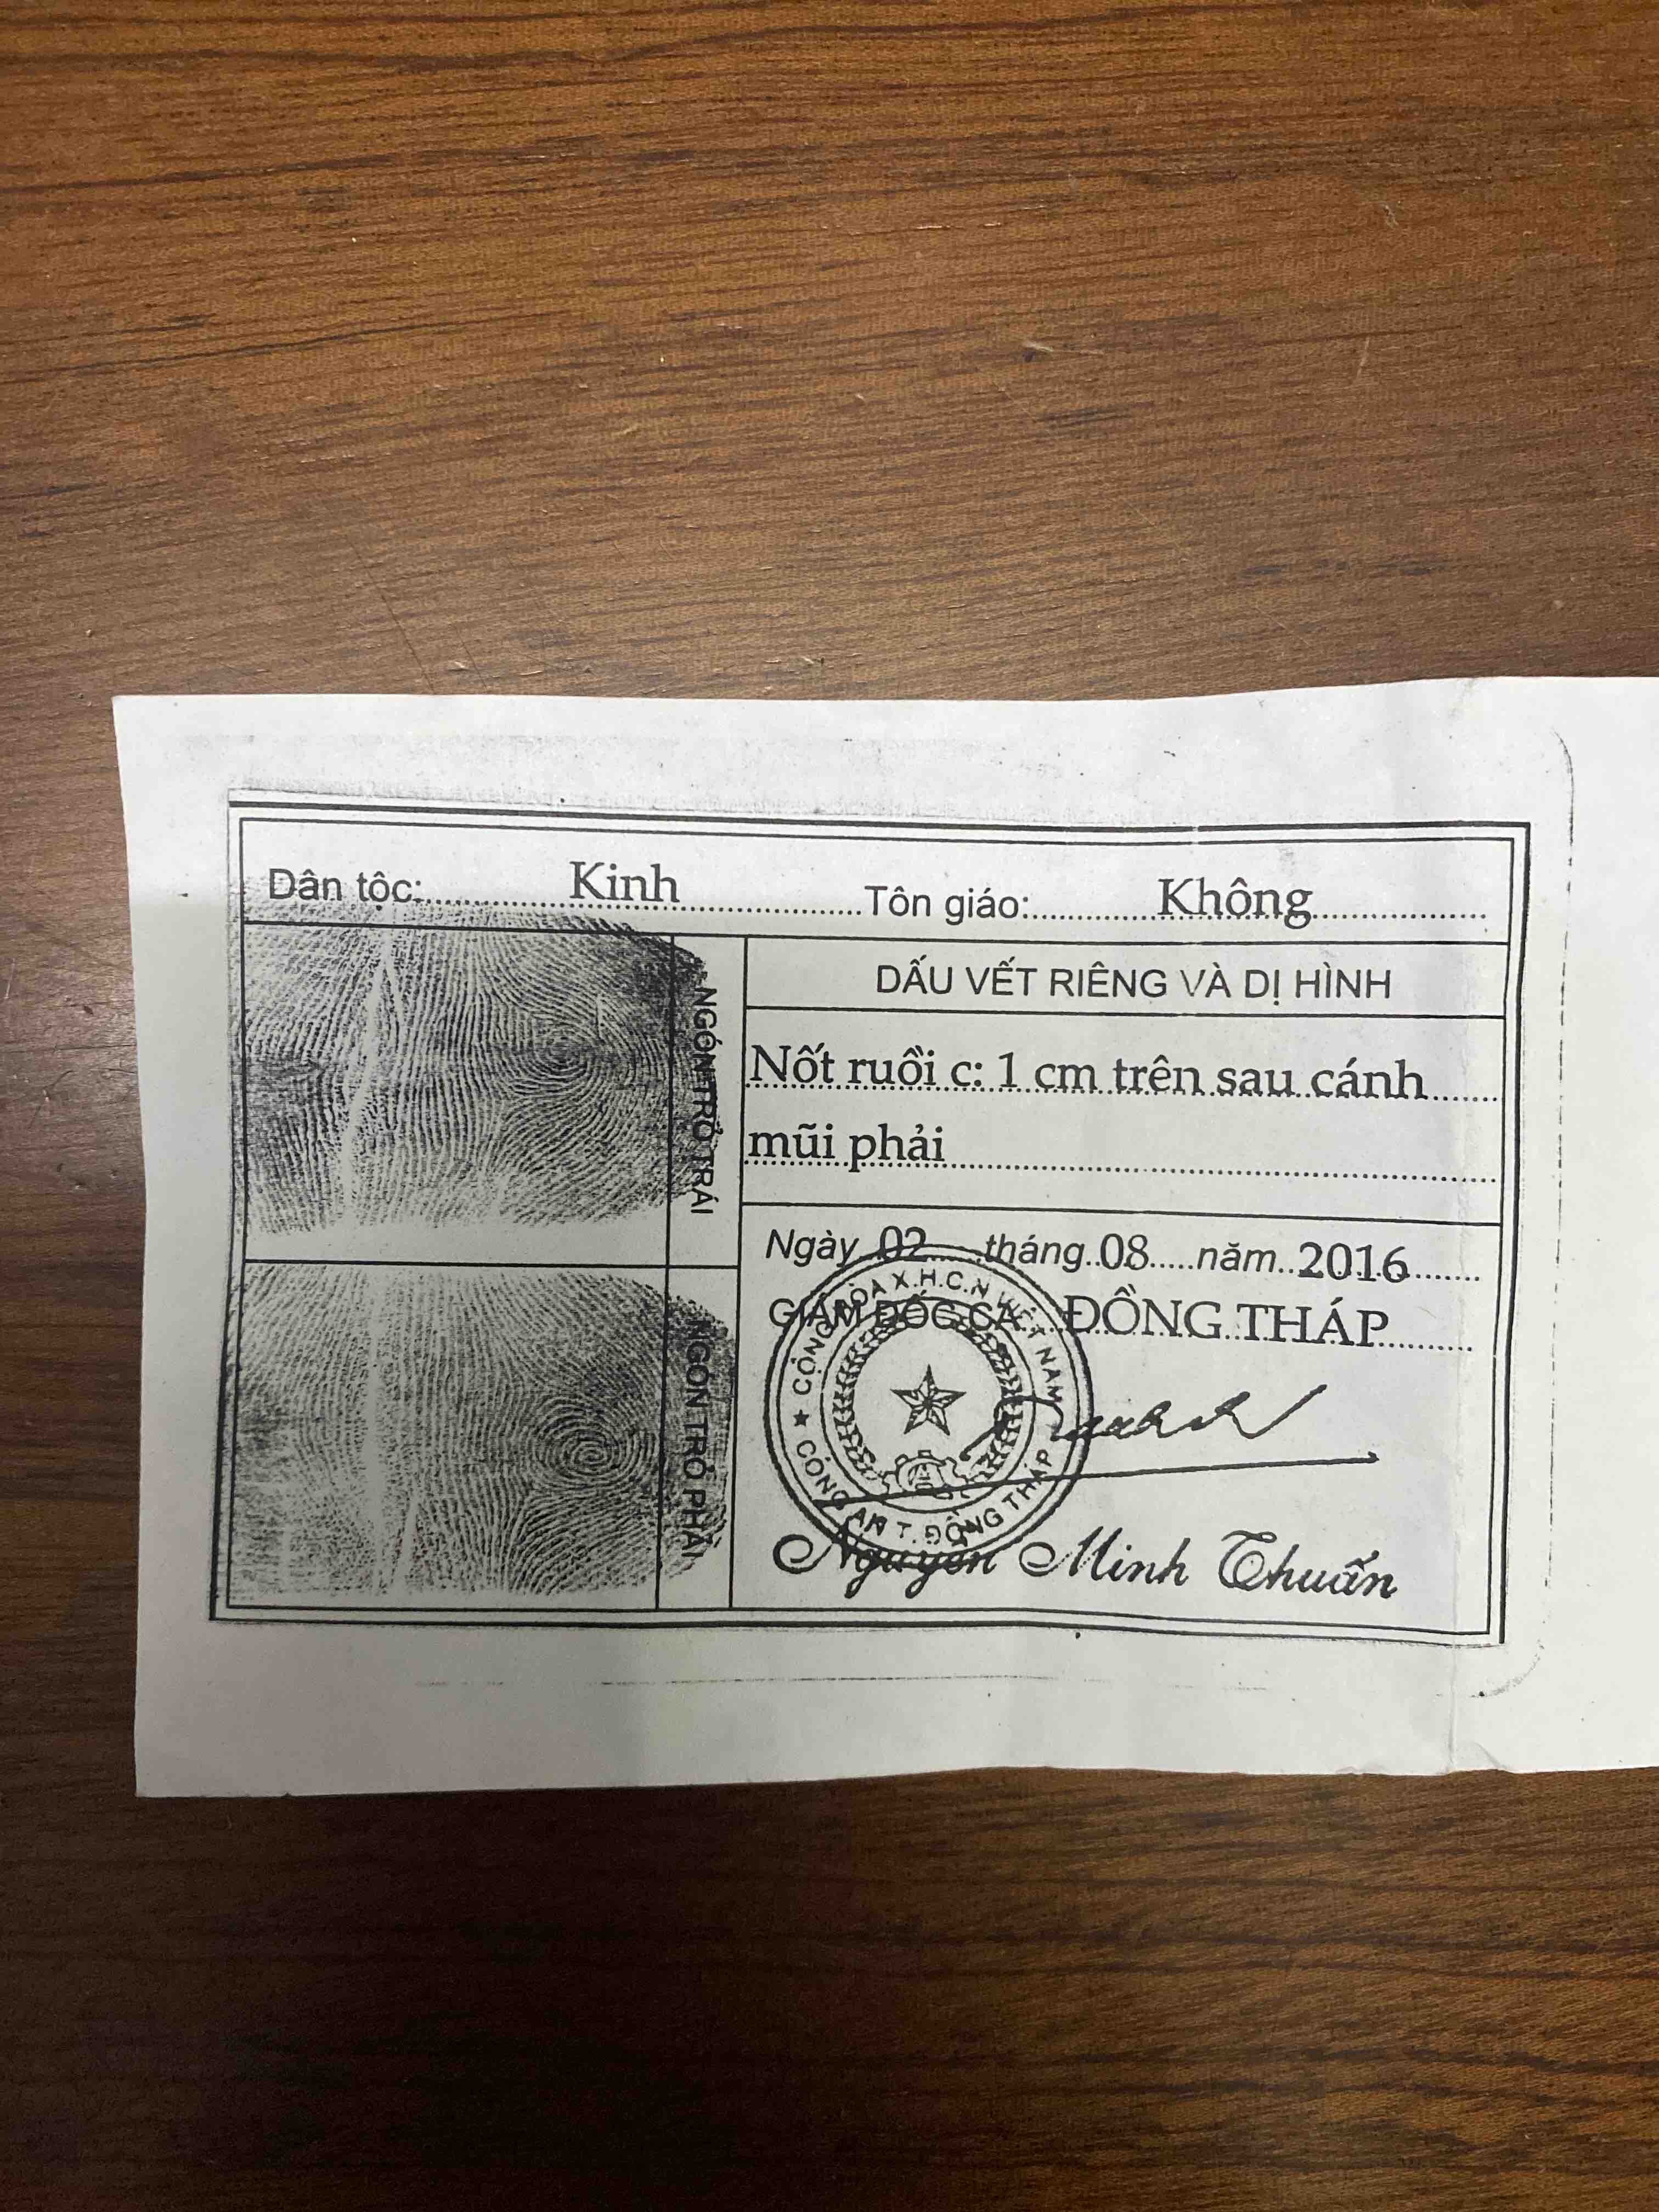 Dân tộc: Kinh Tôn giáo: Không
NGÓN TRỎ TRÁI
DẤU VẾT RIÊNG VÀ DỊ HÌNH
Nốt ruồi c: 1 cm trên sau cánh
mũi phải
NGÓN TRỎ PHẢI
Ngày 02 tháng 08 năm 2016
GIÁM ĐỐC CA ĐỒNG THÁP
CỘNG HÒA X.H.C.N VIỆT NAM
★ CÔNG AN T. ĐỒNG THÁP
Nguyen Minh Thuấn